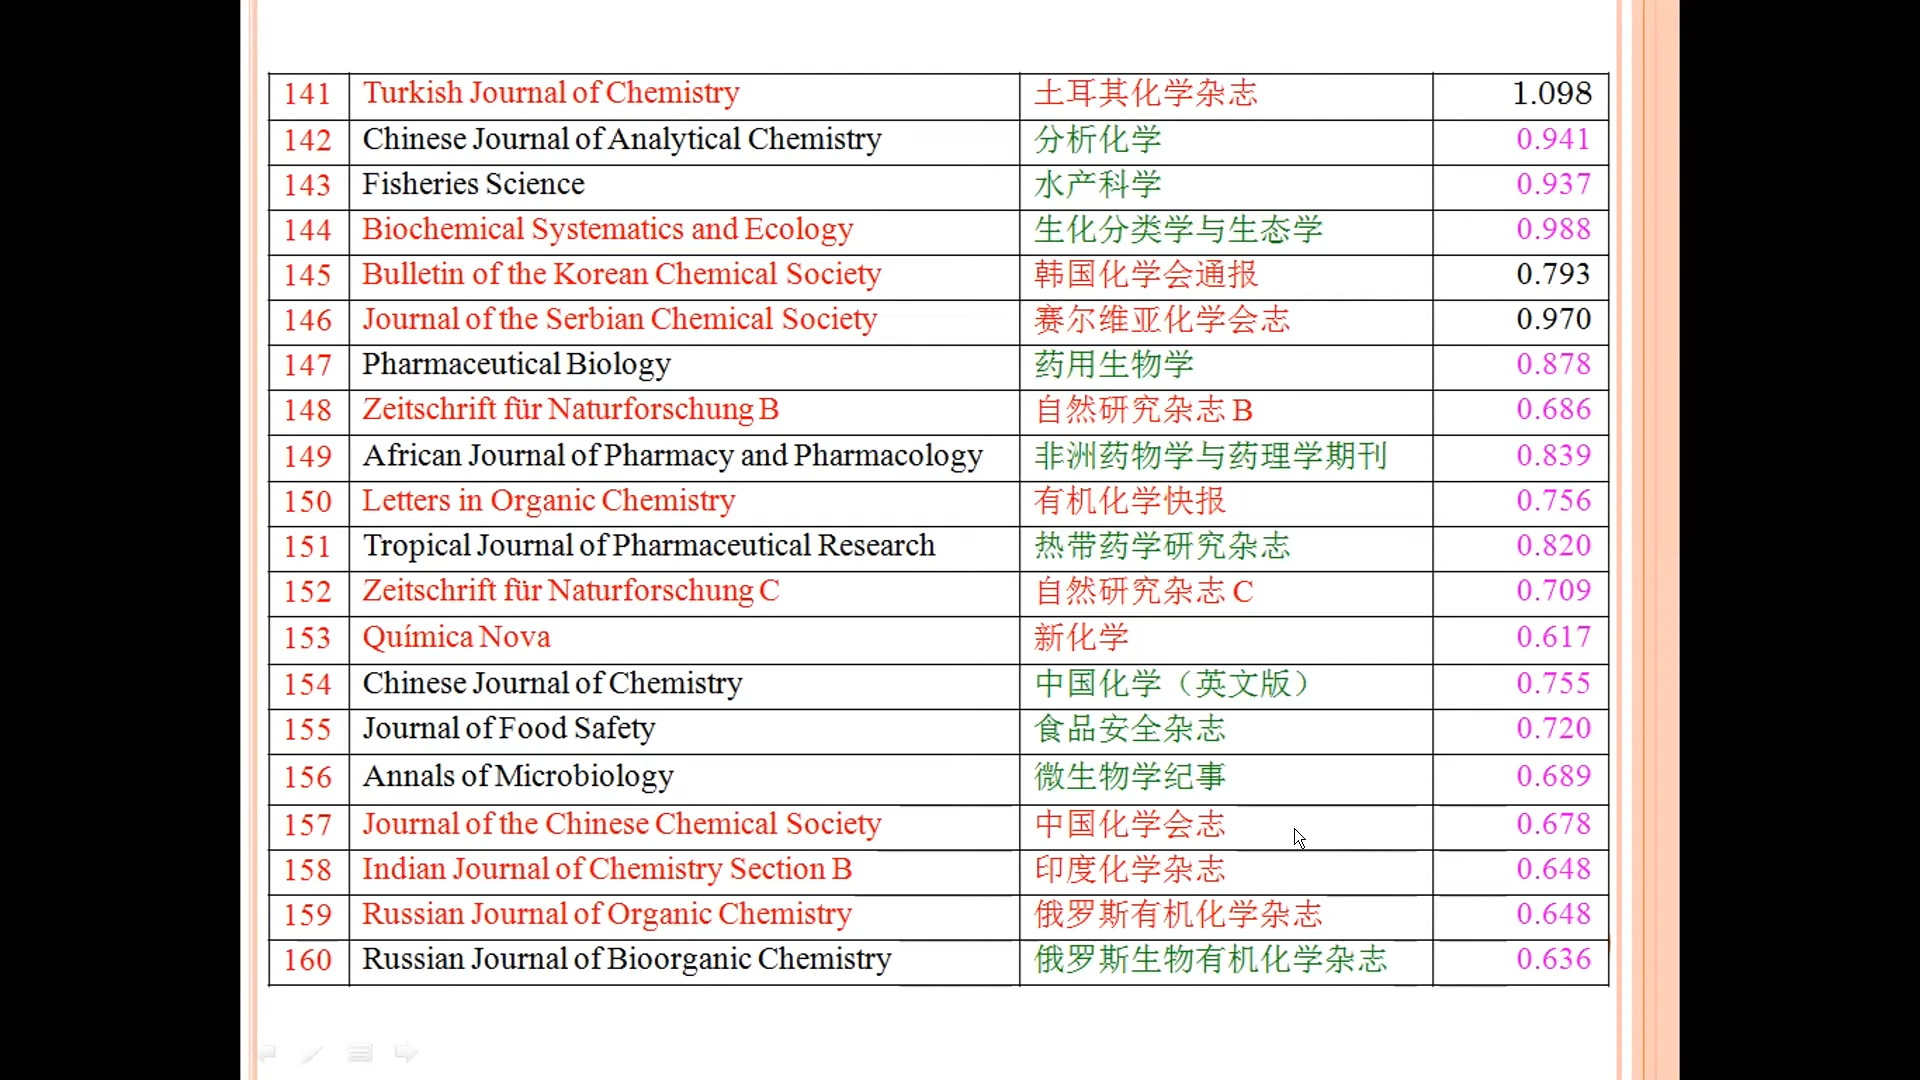 141 Turkish Journal of Chemistry 土耳其化学杂志 1.098
142 Chinese Journal of Analytical Chemistry 分析化学 0.941
143 Fisheries Science 水产科学 0.937
144 Biochemical Systematics and Ecology 生化分类学与生态学 0.988
145 Bulletin of the Korean Chemical Society 韩国化学会通报 0.793
146 Journal of the Serbian Chemical Society 赛尔维亚化学会志 0.970
147 Pharmaceutical Biology 药用生物学 0.878
148 Zeitschrift für Naturforschung B 自然研究杂志 B 0.686
149 African Journal of Pharmacy and Pharmacology 非洲药物学与药理学期刊 0.839
150 Letters in Organic Chemistry 有机化学快报 0.756
151 Tropical Journal of Pharmaceutical Research 热带药学研究杂志 0.820
152 Zeitschrift für Naturforschung C 自然研究杂志 C 0.709
153 Química Nova 新化学 0.617
154 Chinese Journal of Chemistry 中国化学（英文版） 0.755
155 Journal of Food Safety 食品安全杂志 0.720
156 Annals of Microbiology 微生物学纪事 0.689
157 Journal of the Chinese Chemical Society 中国化学会志 0.678
158 Indian Journal of Chemistry Section B 印度化学杂志 0.648
159 Russian Journal of Organic Chemistry 俄罗斯有机化学杂志 0.648
160 Russian Journal of Bioorganic Chemistry 俄罗斯生物有机化学杂志 0.636